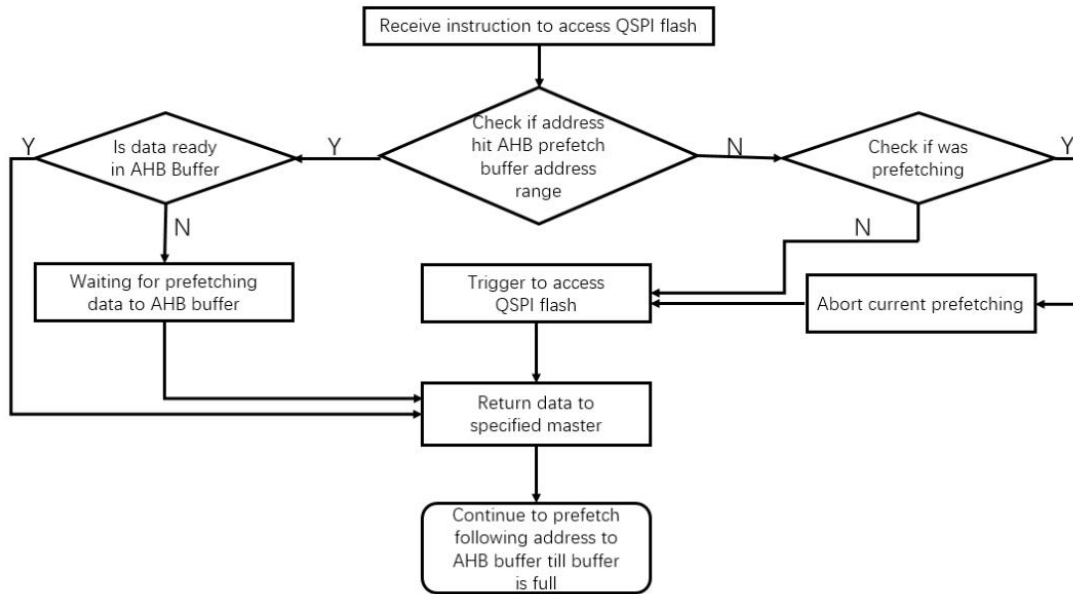 Receive instruction to access QSPI flash
Check if address
hit AHB prefetch
buffer address
range
Y
Is data ready
in AHB Buffer
Y
N
Check if was
prefetching
Y
N
N
Waiting for prefetching
data to AHB buffer
Trigger to access
QSPI flash
Abort current prefetching
Return data to
specified master
Continue to prefetch
following address to
AHB buffer till buffer
is full